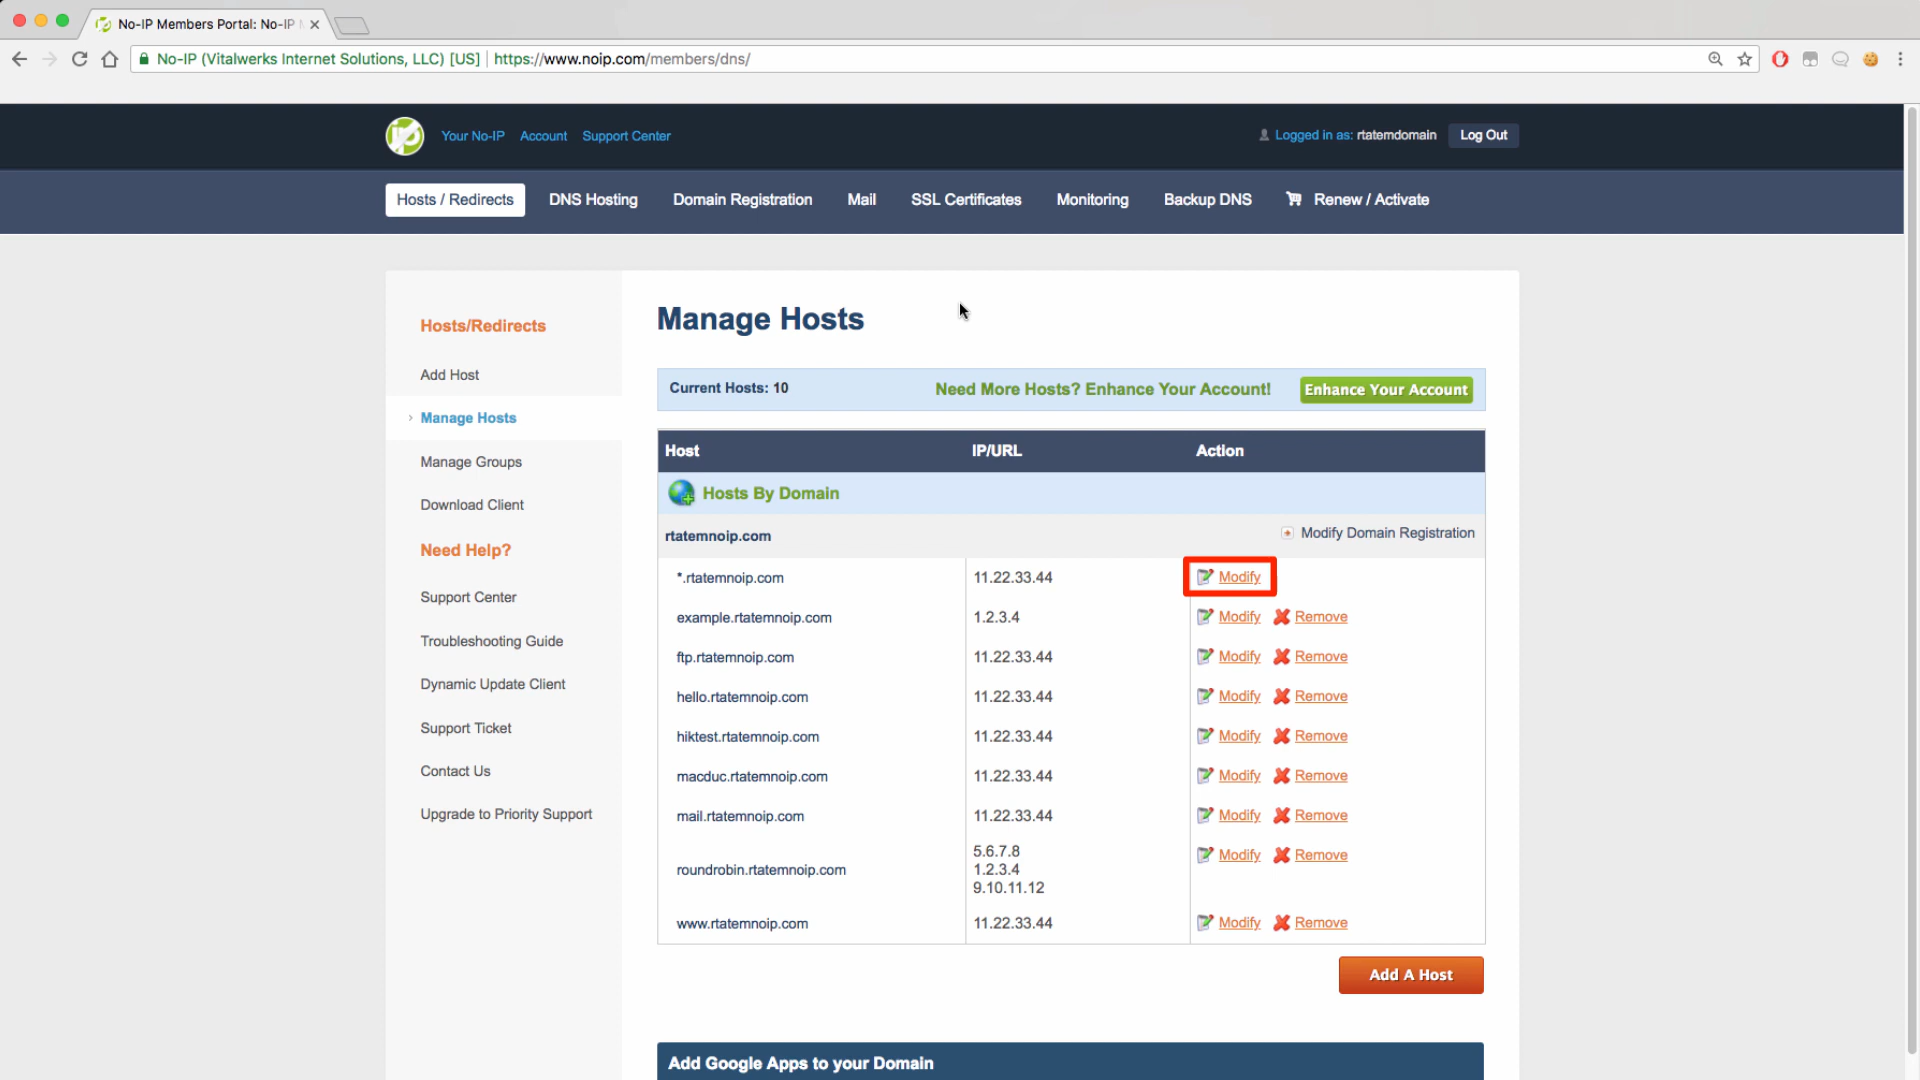 No-IP Members Portal: No-IP
No-IP (Vitalwerks Internet Solutions, LLC) [US] https://www.noip.com/members/dns/
Your No-IP Account Support Center
Logged in as: rtatemdomain Log Out
Hosts / Redirects DNS Hosting Domain Registration Mail SSL Certificates Monitoring Backup DNS Renew / Activate
Hosts/Redirects
Add Host
Manage Hosts
Manage Groups
Download Client
Need Help?
Support Center
Troubleshooting Guide
Dynamic Update Client
Support Ticket
Contact Us
Upgrade to Priority Support
Manage Hosts
Current Hosts: 10 Need More Hosts? Enhance Your Account! Enhance Your Account
Host IP/URL Action
Hosts By Domain
rtatemnoip.com Modify Domain Registration
*.rtatemnoip.com 11.22.33.44 Modify
example.rtatemnoip.com 1.2.3.4 Modify Remove
ftp.rtatemnoip.com 11.22.33.44 Modify Remove
hello.rtatemnoip.com 11.22.33.44 Modify Remove
hiktest.rtatemnoip.com 11.22.33.44 Modify Remove
macduc.rtatemnoip.com 11.22.33.44 Modify Remove
mail.rtatemnoip.com 11.22.33.44 Modify Remove
roundrobin.rtatemnoip.com 5.6.7.8 Modify Remove
1.2.3.4
9.10.11.12
www.rtatemnoip.com 11.22.33.44 Modify Remove
Add A Host
Add Google Apps to your Domain